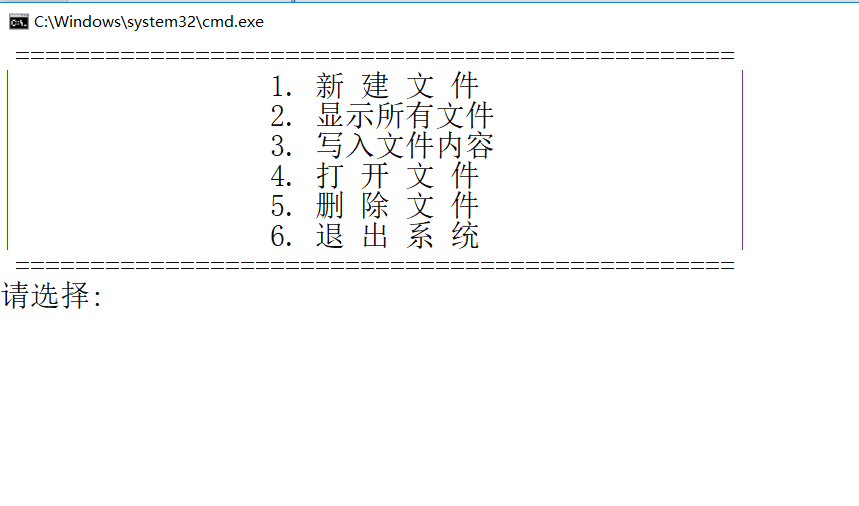 C:\Windows\system32\cmd.exe
================================================
| 1. 新 建 文 件 |
| 2. 显示所有文件 |
| 3. 写入文件内容 |
| 4. 打 开 文 件 |
| 5. 删 除 文 件 |
| 6. 退 出 系 统 |
================================================
请选择: